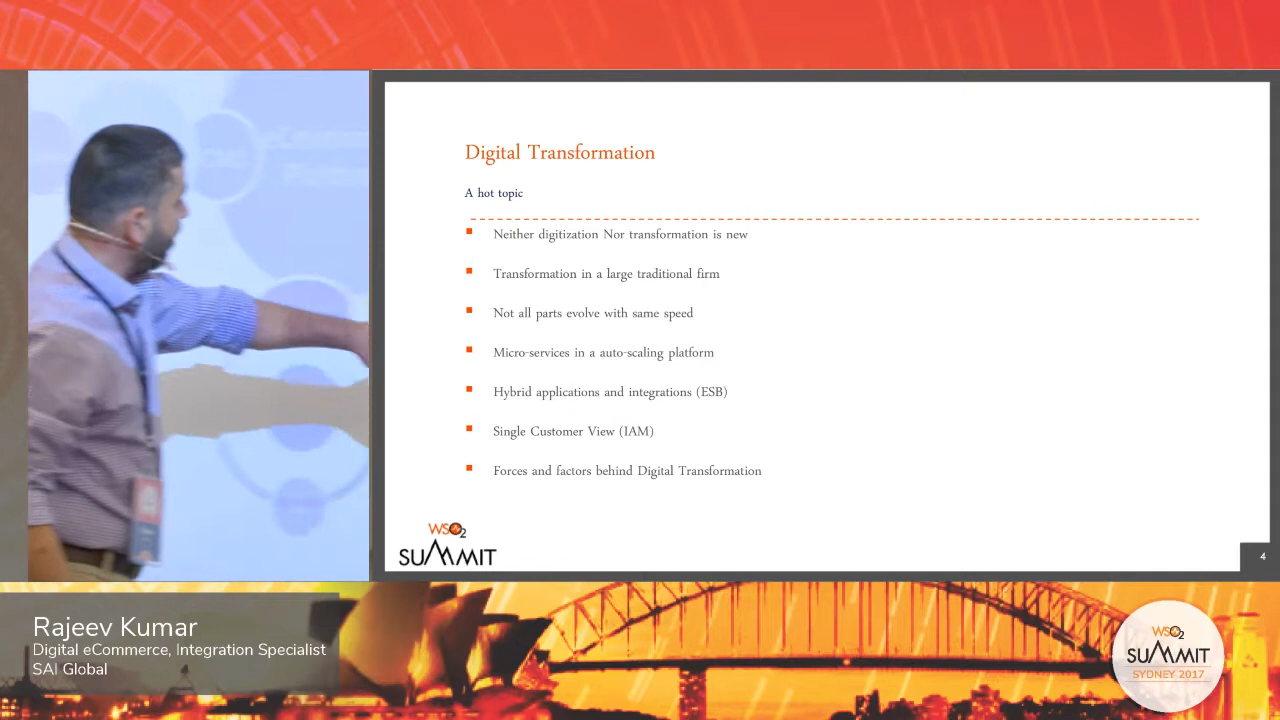 Digital Transformation
A hot topic
Neither digitization Nor transformation is new
Transformation in a large traditional firm
Not all parts evolve with same speed
Micro-services in a auto-scaling platform
Hybrid applications and integrations (ESB)
Single Customer View (IAM)
Forces and factors behind Digital Transformation
WSO2
SUMMIT
4
Rajeev Kumar
Digital eCommerce, Integration Specialist
SAI Global
WSO2
SUMMIT
SYDNEY 2017